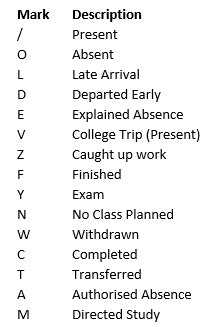 Mark Description
/ Present
O Absent
L Late Arrival
D Departed Early
E Explained Absence
V College Trip (Present)
Z Caught up work
F Finished
Y Exam
N No Class Planned
W Withdrawn
C Completed
T Transferred
A Authorised Absence
M Directed Study